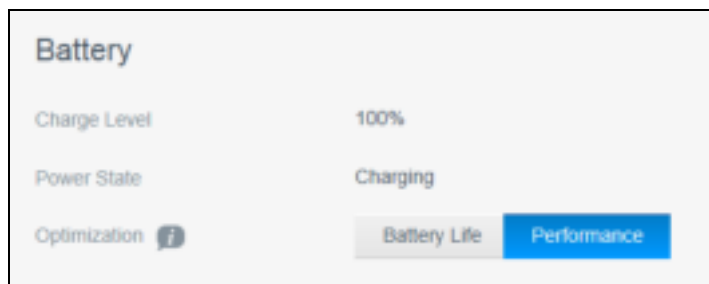 Battery
Charge Level 100%
Power State Charging
Optimization i Battery Life Performance